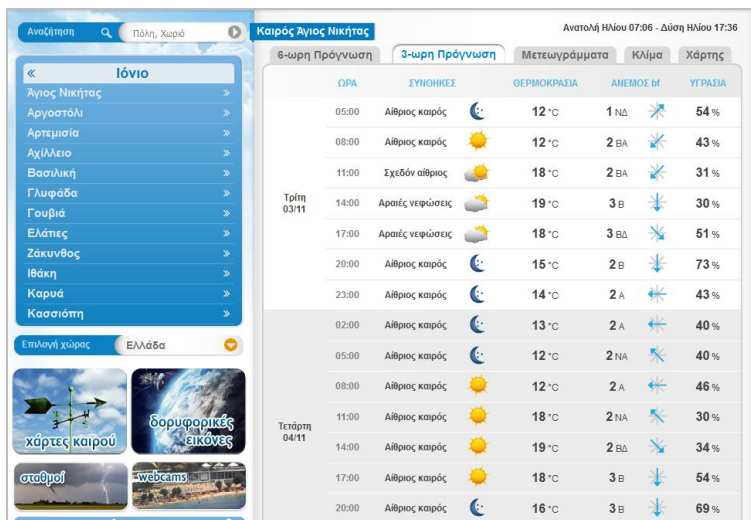 Αναζήτηση Πόλη, Χωριό
Καιρός Άγιος Νικήτας
Ανατολή Ηλίου 07:06 - Δύση Ηλίου 17:36
6-ωρη Πρόγνωση 3-ωρη Πρόγνωση Μετεωγράμματα Κλίμα Χάρτης
« Ιόνιο
Άγιος Νικήτας »
Αργοστόλι »
Αρτεμισία »
Αχίλλειο »
Βασιλική »
Γλυφάδα »
Γουβιά »
Ελάτιες »
Ζάκυνθος »
Ιθάκη »
Καρυά »
Κασσιόπη »
Επιλογή χώρας Ελλάδα
χάρτες καιρού
δορυφορικές
εικόνες
σταθμοί
webcams
ΩΡΑ ΣΥΝΘΗΚΕΣ ΘΕΡΜΟΚΡΑΣΙΑ ΑΝΕΜΟΣ bf ΥΓΡΑΣΙΑ
Τρίτη
03/11
05:00 Αίθριος καιρός 12 °C 1 ΝΔ 54 %
08:00 Αίθριος καιρός 12 °C 2 ΒΑ 43 %
11:00 Σχεδόν αίθριος 18 °C 2 ΒΑ 31 %
14:00 Αραιές νεφώσεις 19 °C 3 Β 30 %
17:00 Αραιές νεφώσεις 18 °C 3 ΒΔ 51 %
20:00 Αίθριος καιρός 15 °C 2 Β 73 %
23:00 Αίθριος καιρός 14 °C 2 Α 43 %
Τετάρτη
04/11
02:00 Αίθριος καιρός 13 °C 2 Α 40 %
05:00 Αίθριος καιρός 12 °C 2 ΝΑ 40 %
08:00 Αίθριος καιρός 12 °C 2 Α 46 %
11:00 Αίθριος καιρός 18 °C 2 ΝΑ 30 %
14:00 Αίθριος καιρός 19 °C 2 ΒΔ 34 %
17:00 Αίθριος καιρός 18 °C 3 Β 54 %
20:00 Αίθριος καιρός 16 °C 3 Β 69 %